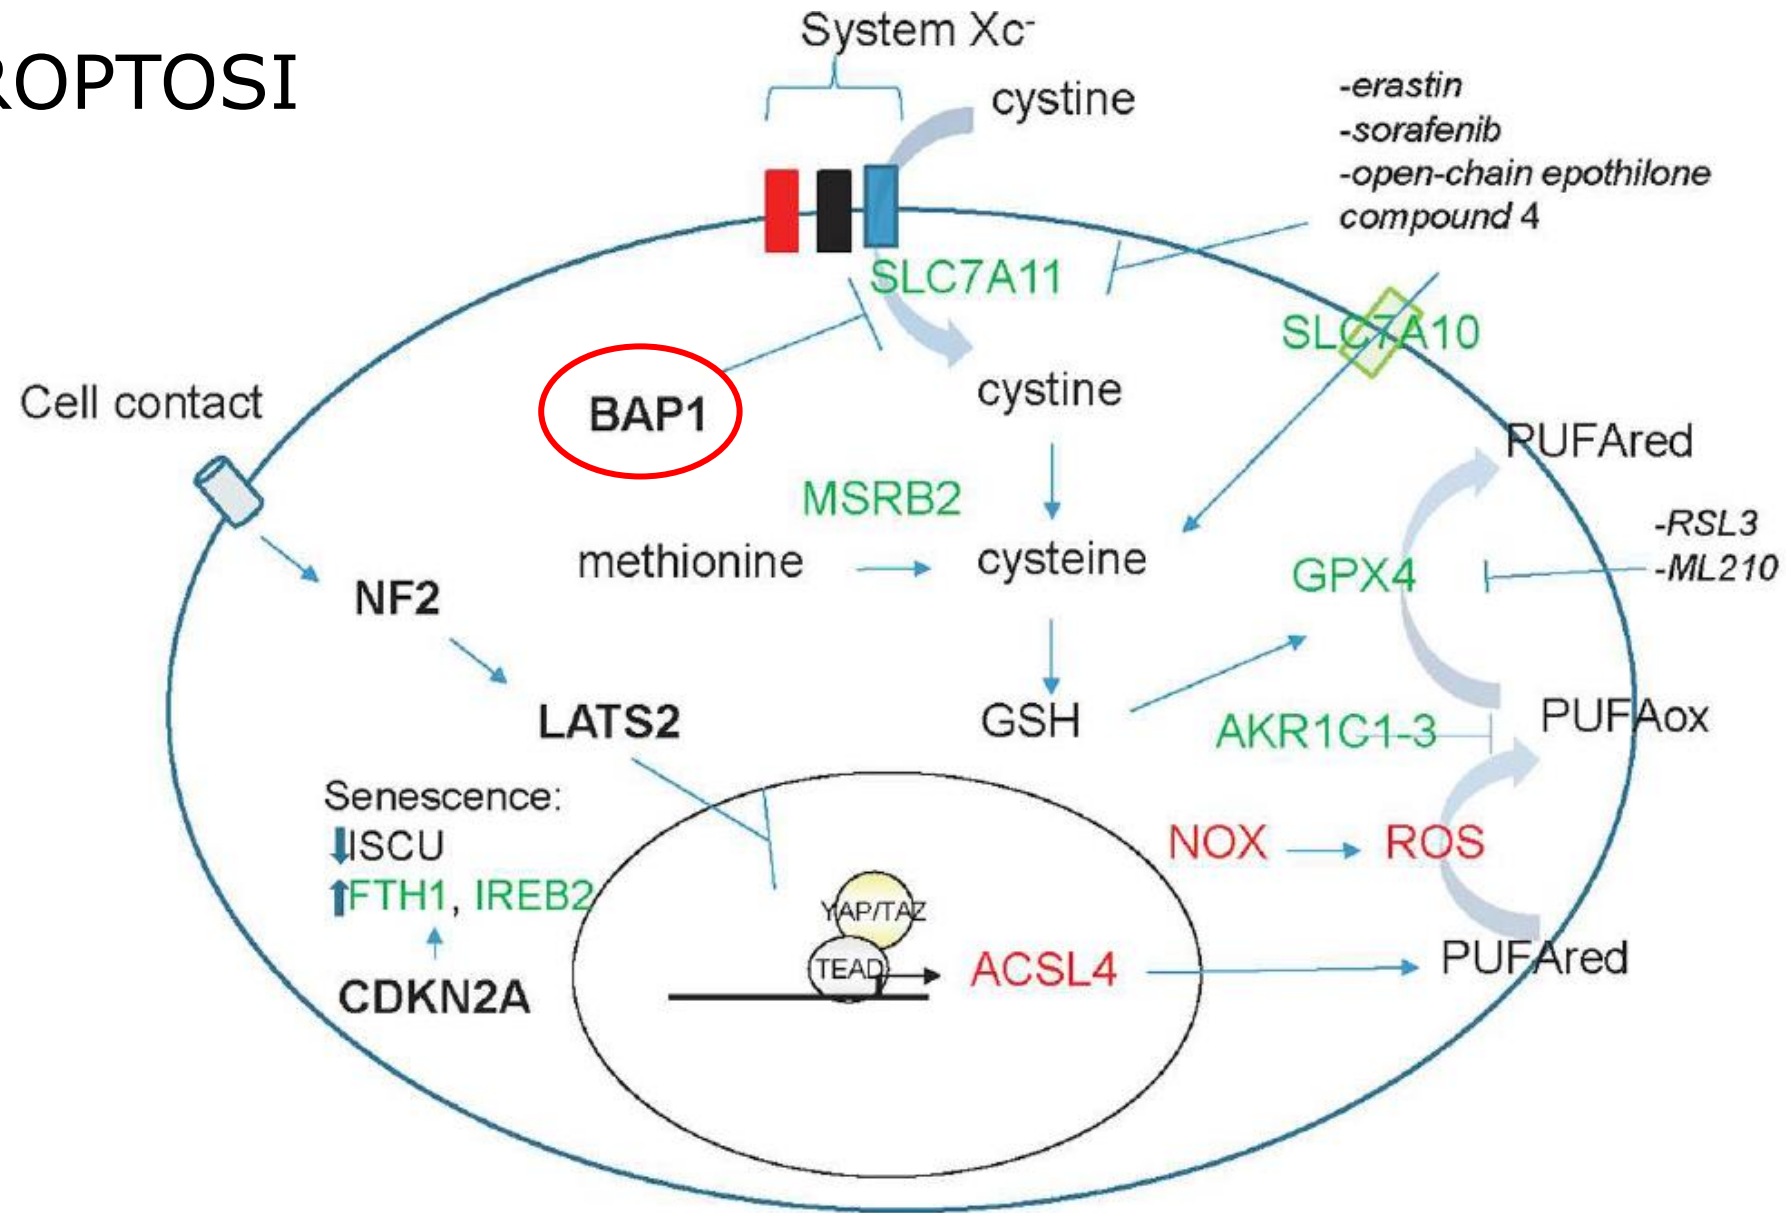 ROPTOSI
System Xc-
cystine
-erastin
-sorafenib
-open-chain epothilone
compound 4
SLC7A11
SLC7A10
Cell contact
BAP1
cystine
PUFAred
MSRB2
methionine
cysteine
GPX4
-RSL3
-ML210
NF2
LATS2
GSH
AKR1C1-3
PUFAox
Senescence:
ISCU
FTH1, IREB2
NOX
ROS
YAP/TAZ
TEAD
ACSL4
PUFAred
CDKN2A